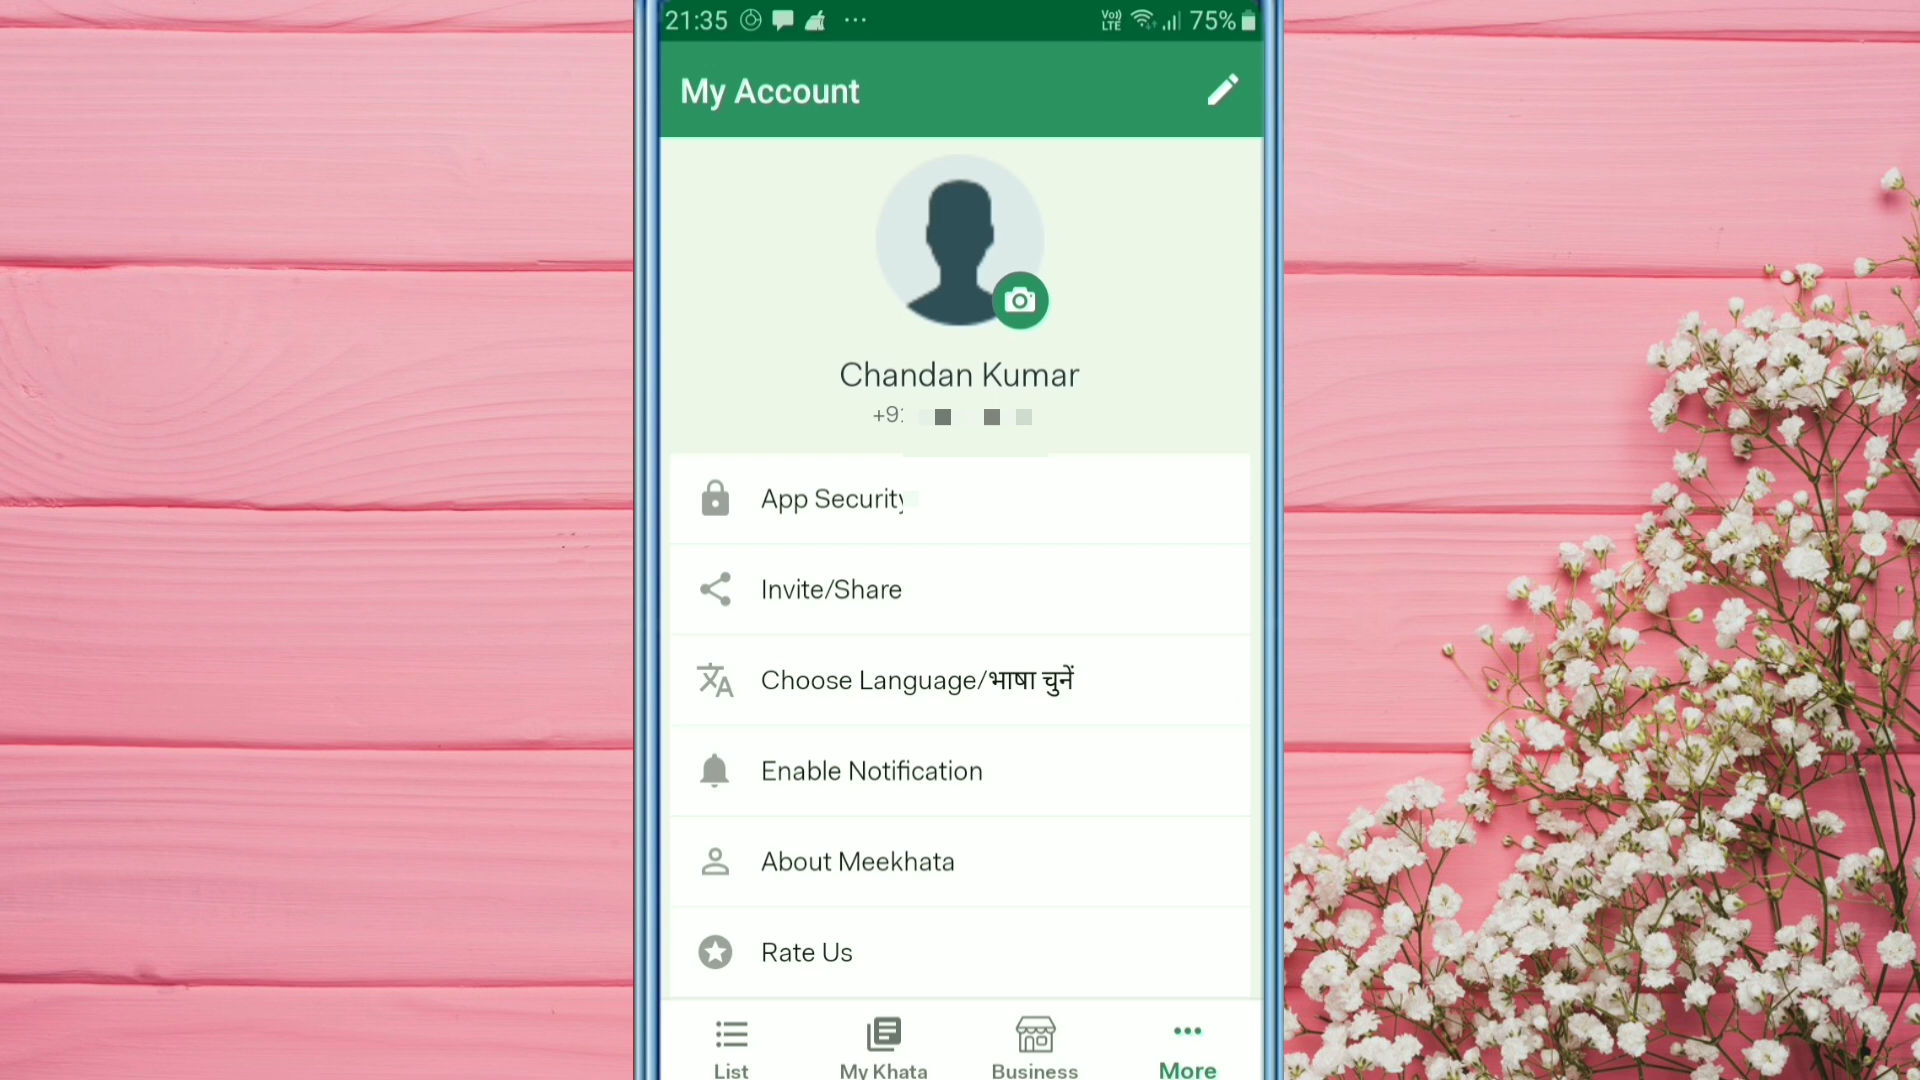 21:35 75%
My Account
Chandan Kumar
App Security
Invite/Share
Choose Language/भाषा चुनें
Enable Notification
About Meekhata
Rate Us
List My Khata Business More